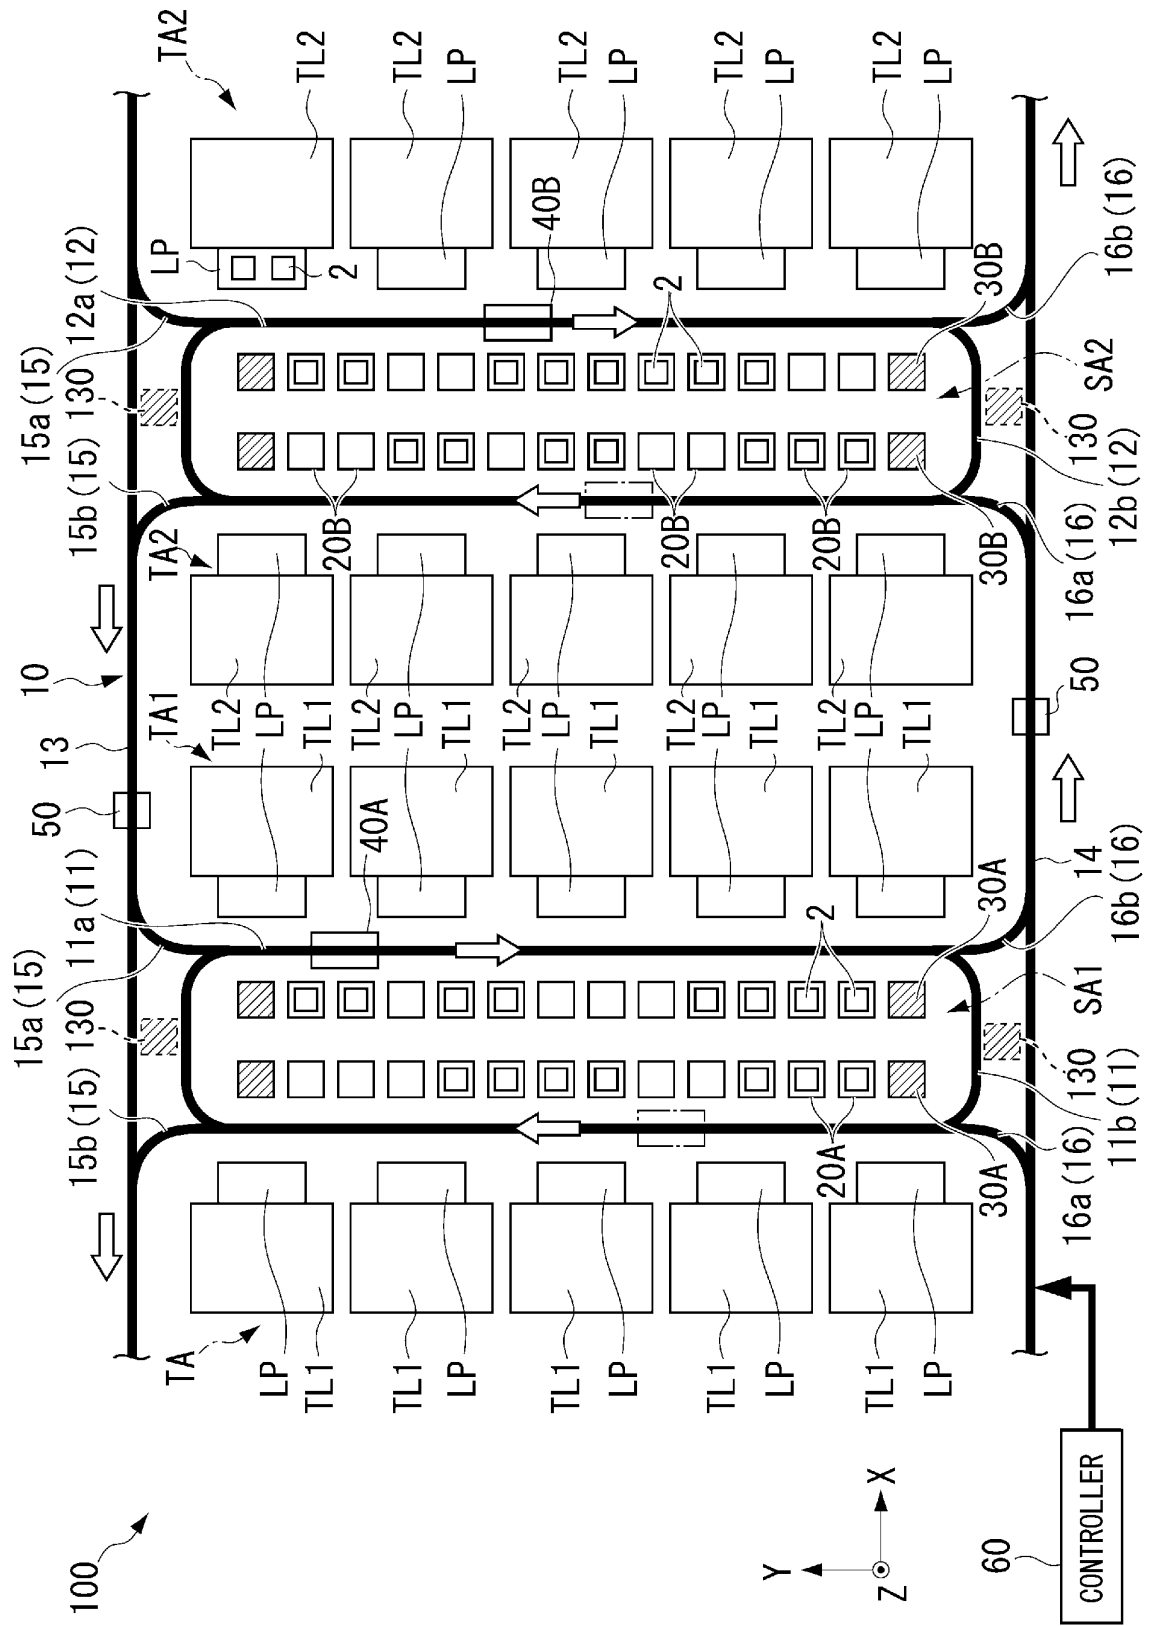 15a(15)
50
10
15a(15)
100
15b(15)
130
11a(11)
13
15b(15)
130
12a(12)
TA
TA1
TA2
LP
TA2
TL2
LP
LP
TL1
TL1
20B
2
TL2
TL2
40A
TL1
LP
TL2
LP
TL1
LP
TL2
LP
40B
TL1
TL2
LP
TL1
LP
TL2
20B
2
TL1
LP
TL2
LP
TL1
LP
Y
20A
2
TL2
20B
X
Z
TL1
LP
TL2
LP
TL1
LP
60
30A
30A
30B
30B
CONTROLLER
16a(16)
130
SA1
14
50
16a(16)
130
SA2
11b(11)
16b(16)
12b(12)
16b(16)